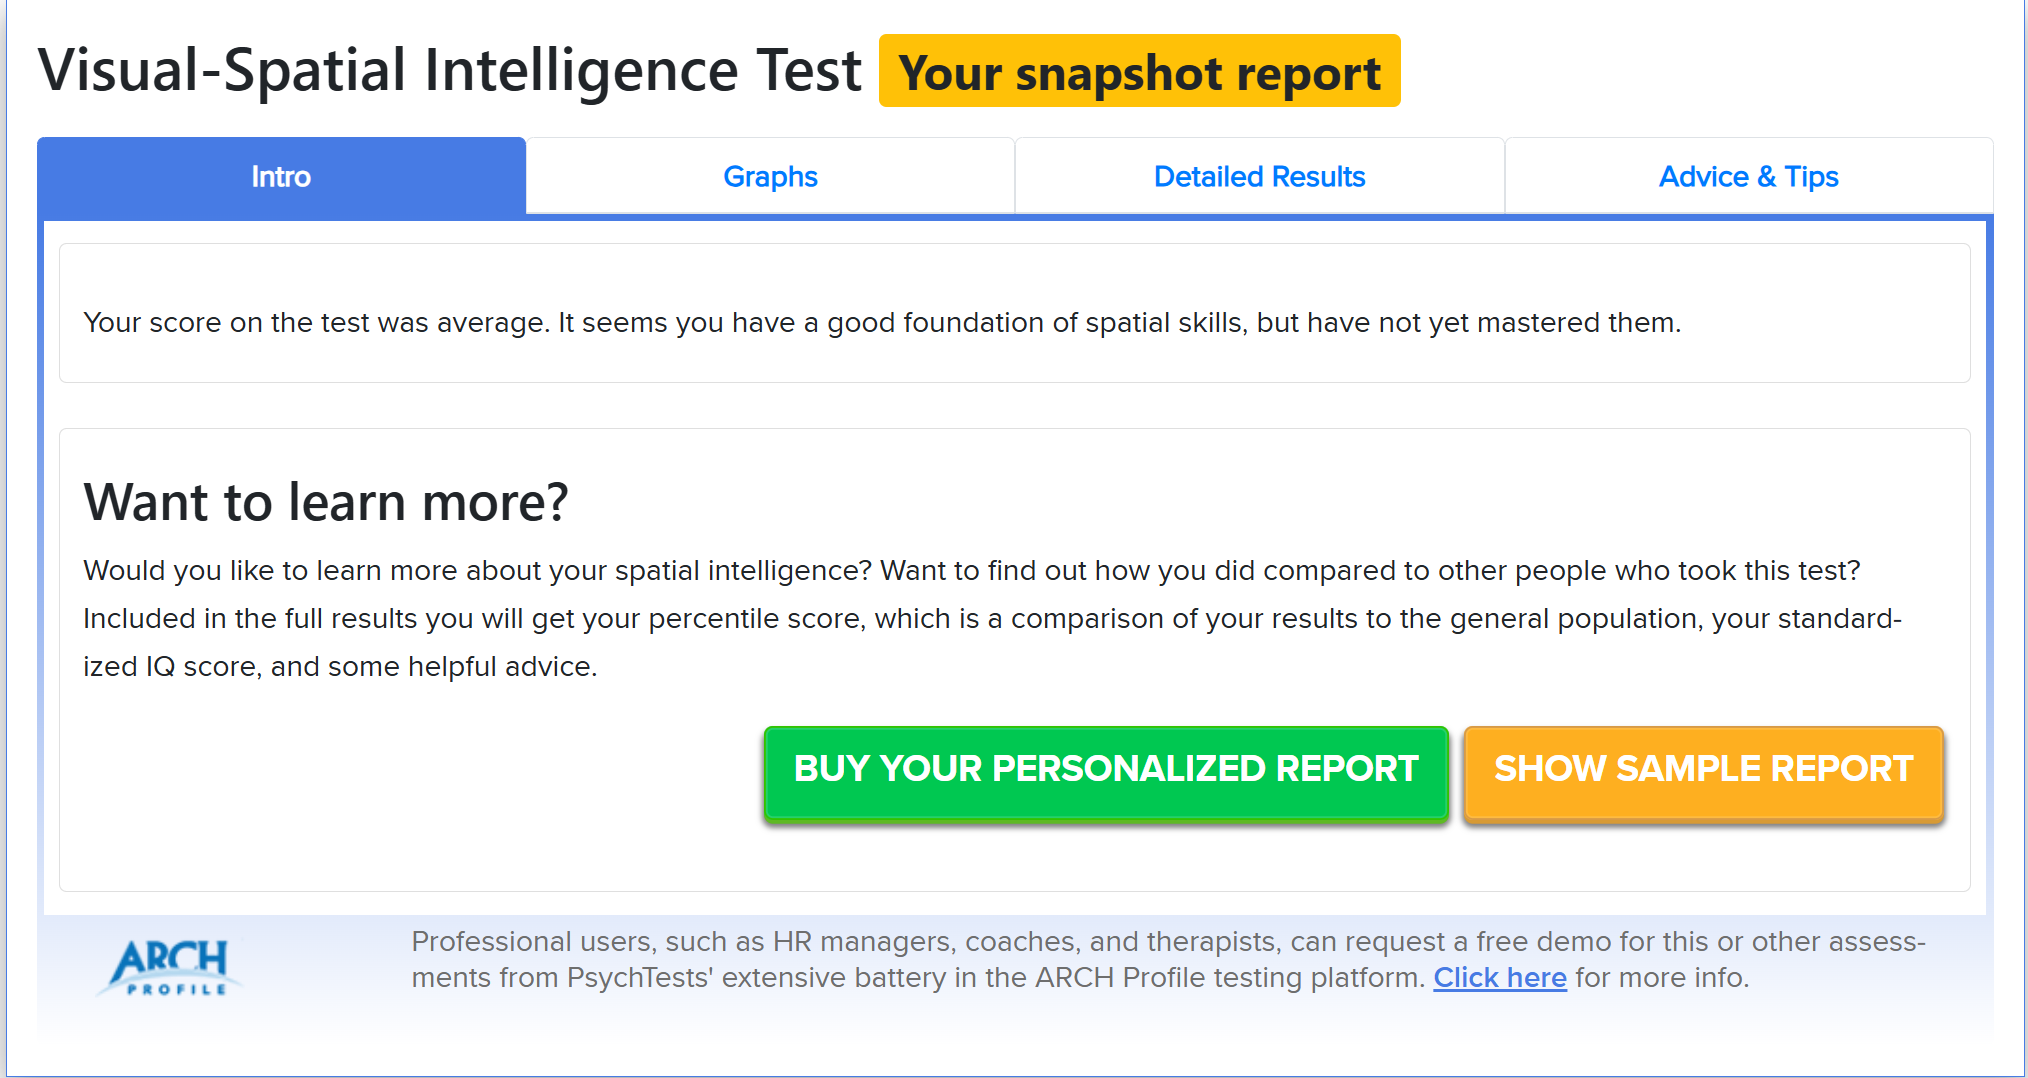 Visual-Spatial Intelligence Test Your snapshot report
Intro Graphs Detailed Results Advice & Tips
Your score on the test was average. It seems you have a good foundation of spatial skills, but have not yet mastered them.
Want to learn more?
Would you like to learn more about your spatial intelligence? Want to find out how you did compared to other people who took this test?
Included in the full results you will get your percentile score, which is a comparison of your results to the general population, your standard-
ized IQ score, and some helpful advice.
BUY YOUR PERSONALIZED REPORT SHOW SAMPLE REPORT
ARCH
PROFILE
Professional users, such as HR managers, coaches, and therapists, can request a free demo for this or other assess-
ments from PsychTests' extensive battery in the ARCH Profile testing platform. Click here for more info.